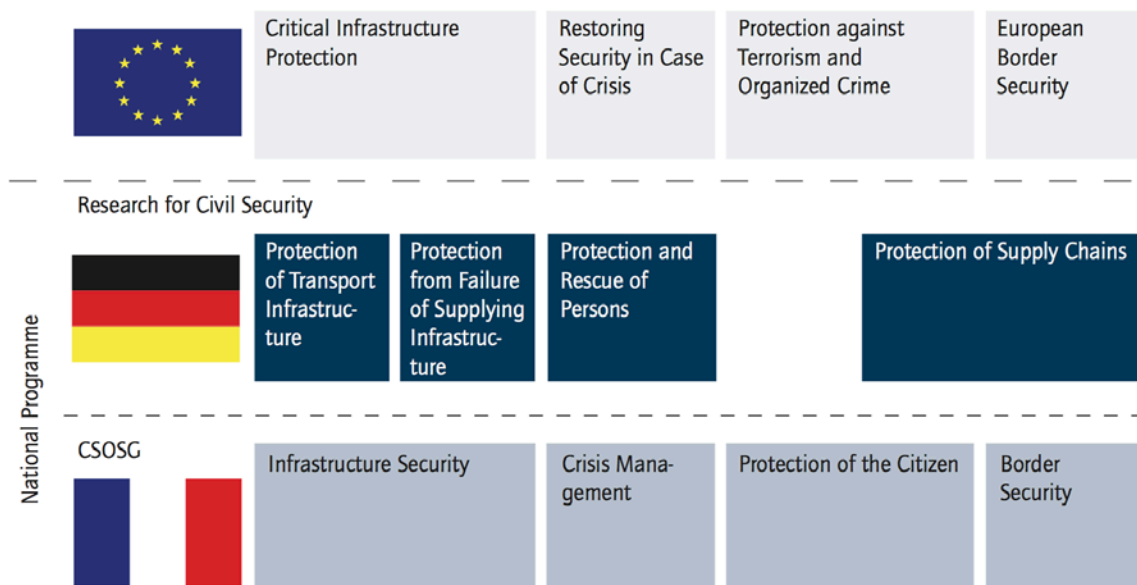 Critical Infrastructure
Protection
Restoring
Security in Case
of Crisis
Protection against
Terrorism and
Organized Crime
European
Border
Security
National Programme
Research for Civil Security
Protection
of Transport
Infrastruc-
ture
Protection
from Failure
of Supplying
Infrastruc-
ture
Protection and
Rescue of
Persons
Protection of Supply Chains
CSOSG
Infrastructure Security
Crisis Mana-
gement
Protection of the Citizen
Border
Security